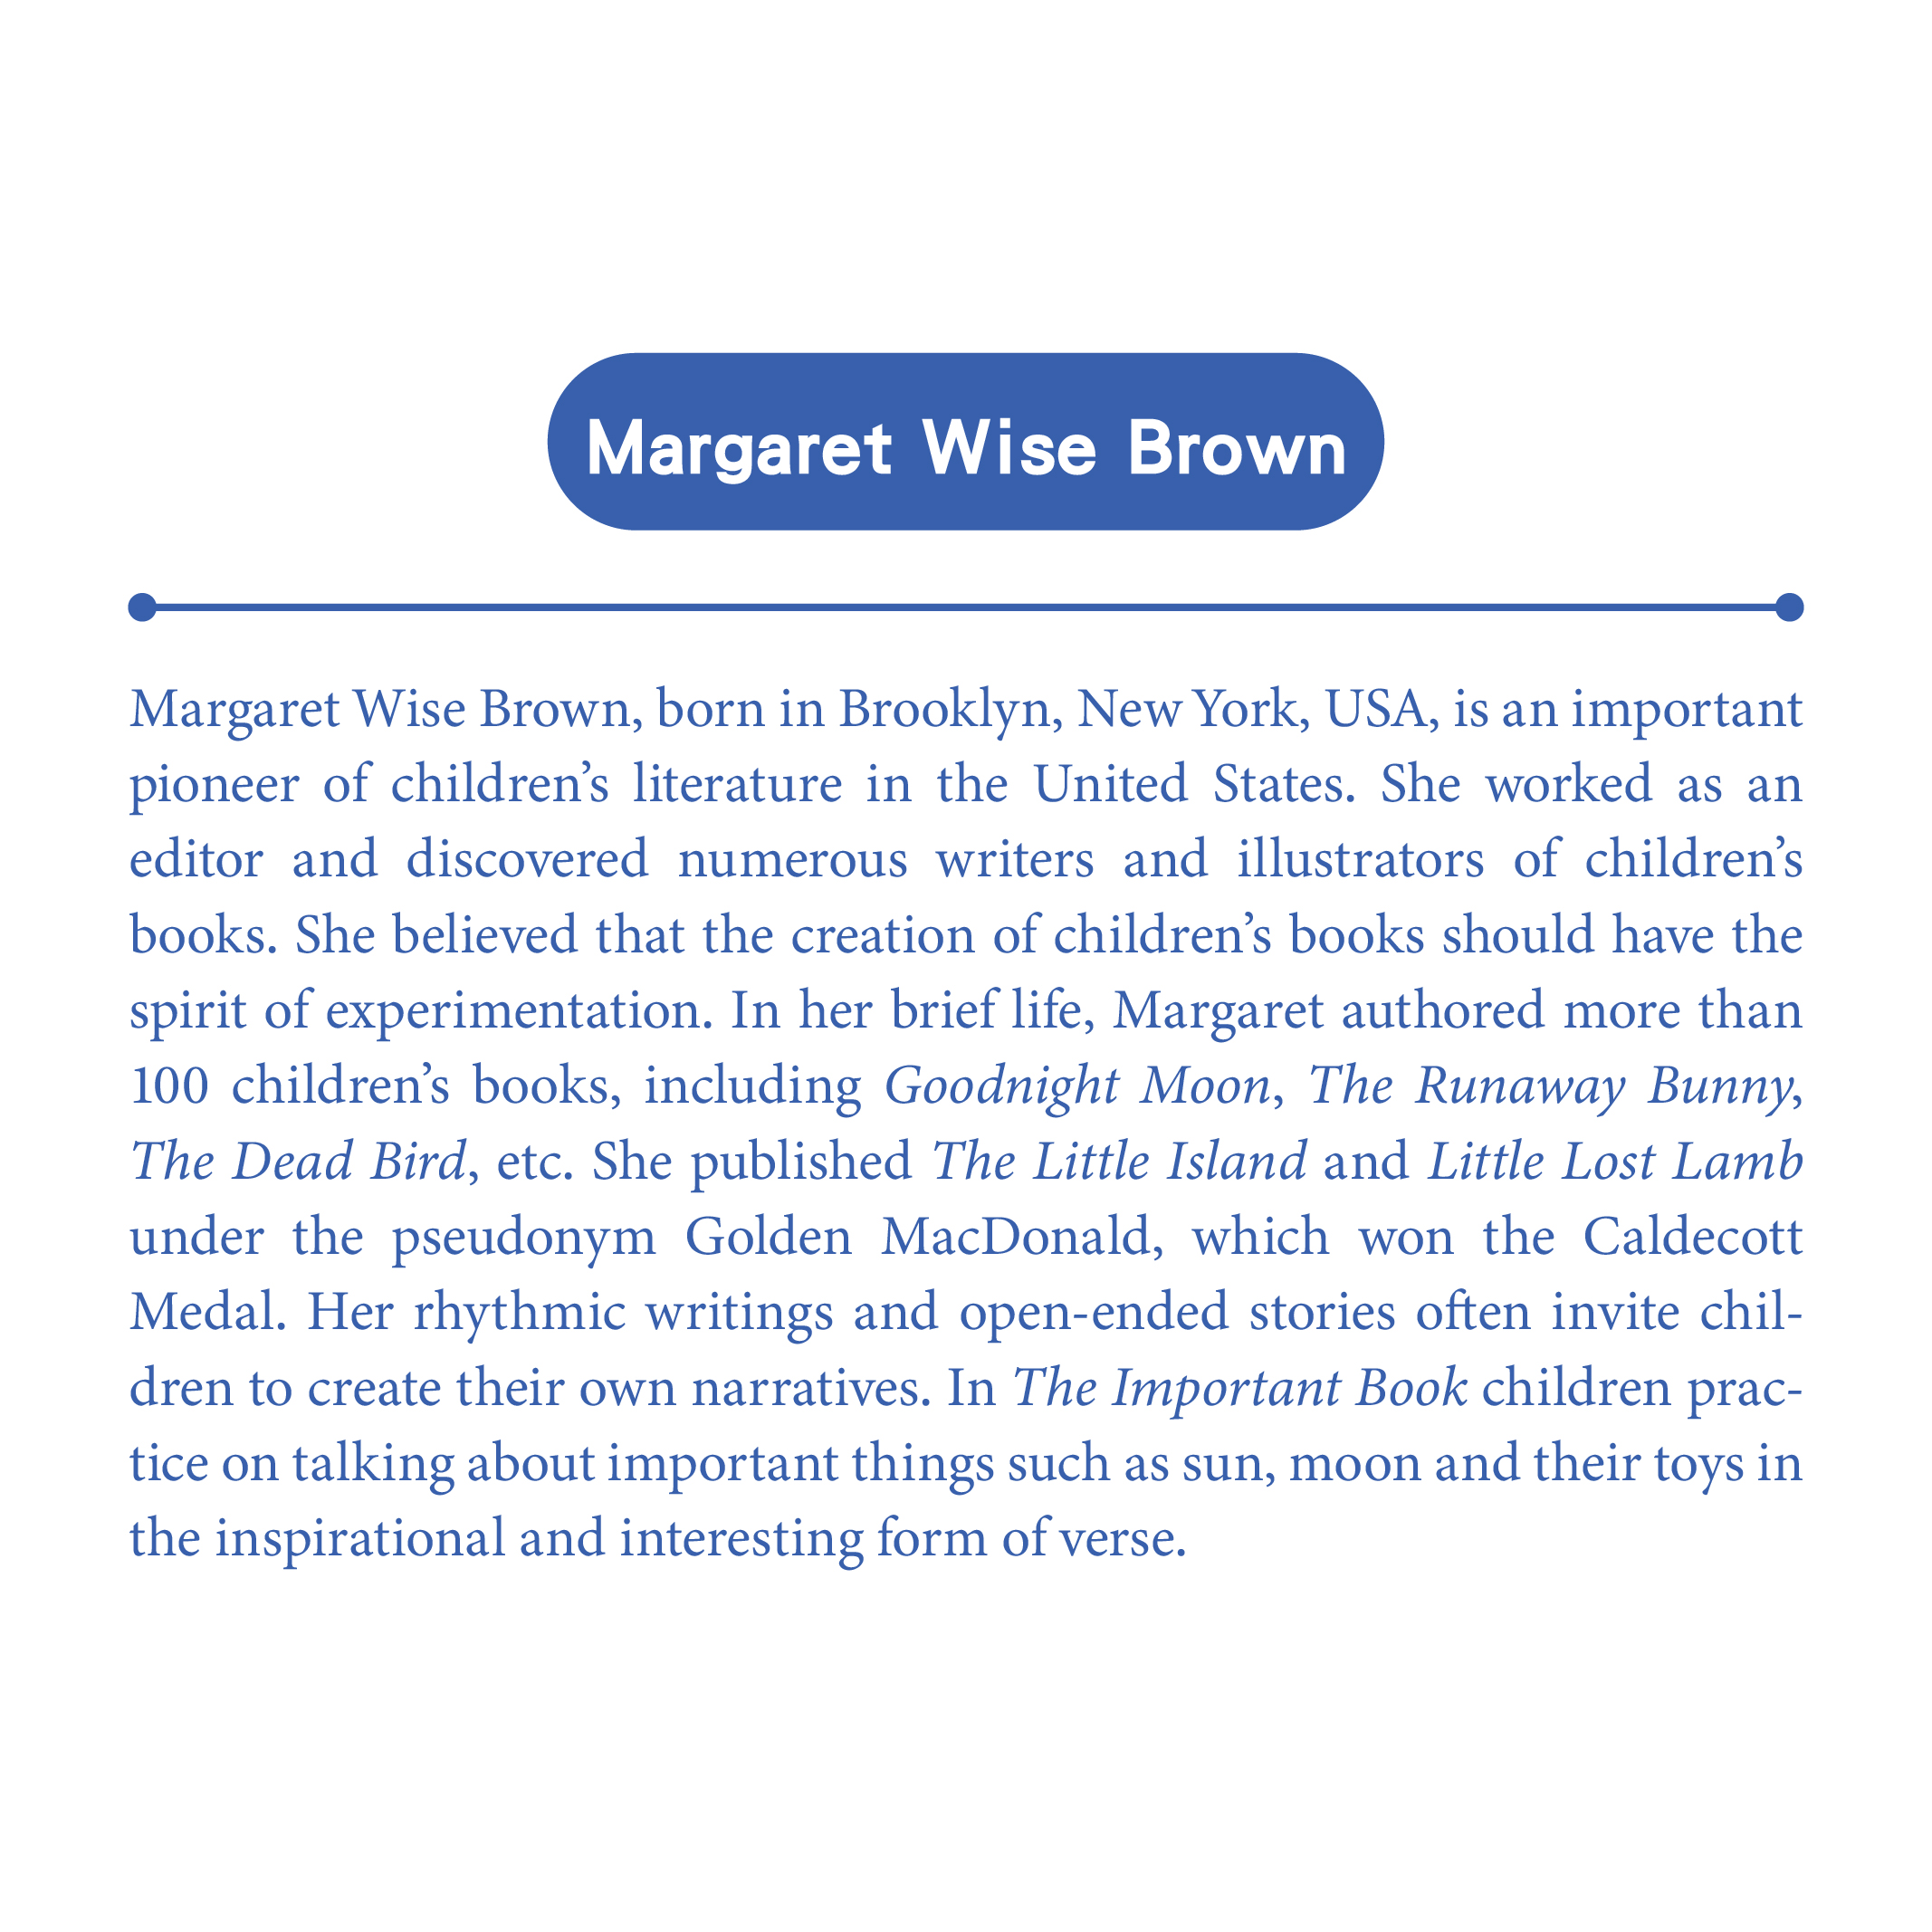 Margaret Wise Brown
Margaret Wise Brown, born in Brooklyn, New York, USA, is an important
pioneer of children’s literature in the United States. She worked as an
editor and discovered numerous writers and illustrators of children’s
books. She believed that the creation of children’s books should have the
spirit of experimentation. In her brief life, Margaret authored more than
100 children’s books, including Goodnight Moon, The Runaway Bunny,
The Dead Bird, etc. She published The Little Island and Little Lost Lamb
under the pseudonym Golden MacDonald, which won the Caldecott
Medal. Her rhythmic writings and open-ended stories often invite chil-
dren to create their own narratives. In The Important Book children prac-
tice on talking about important things such as sun, moon and their toys in
the inspirational and interesting form of verse.